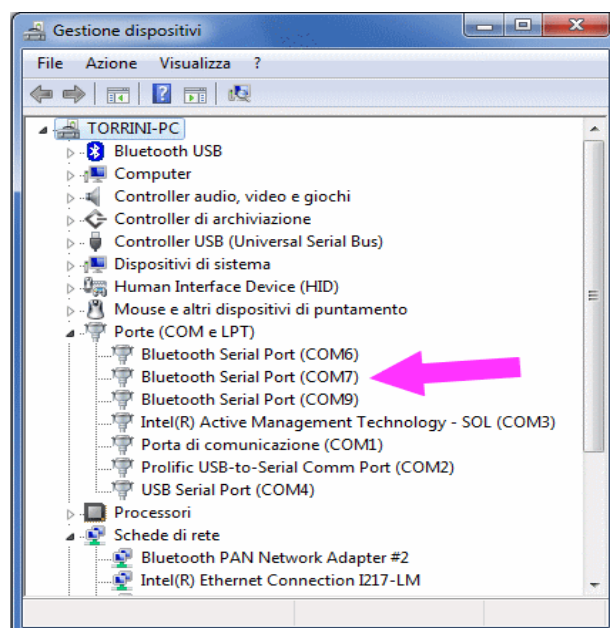 Gestione dispositivi
File Azione Visualizza ?
TORRINI-PC
Bluetooth USB
Computer
Controller audio, video e giochi
Controller di archiviazione
Controller USB (Universal Serial Bus)
Dispositivi di sistema
Human Interface Device (HID)
Mouse e altri dispositivi di puntamento
Porte (COM e LPT)
Bluetooth Serial Port (COM6)
Bluetooth Serial Port (COM7)
Bluetooth Serial Port (COM9)
Intel(R) Active Management Technology - SOL (COM3)
Porta di comunicazione (COM1)
Prolific USB-to-Serial Comm Port (COM2)
USB Serial Port (COM4)
Processori
Schede di rete
Bluetooth PAN Network Adapter #2
Intel(R) Ethernet Connection I217-LM